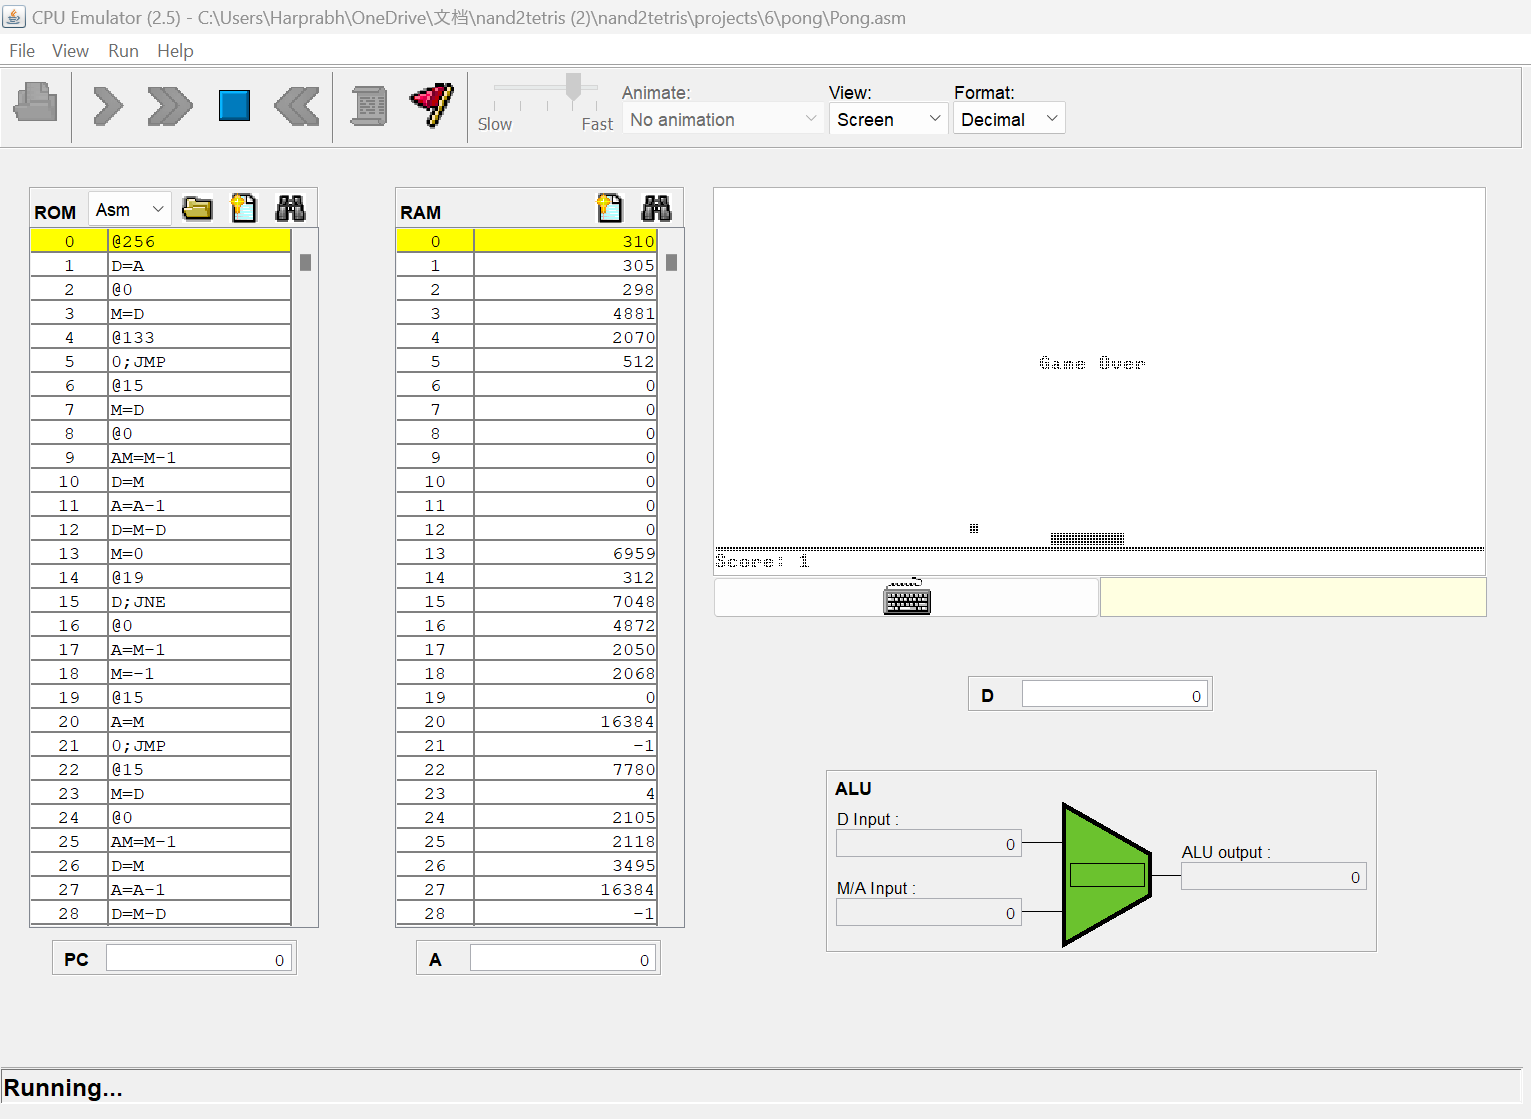 CPU Emulator (2.5) - C:\Users\Harprabh\OneDrive\文档\nand2tetris (2)\nand2tetris\projects\6\pong\Pong.asm
File View Run Help
Slow Fast
Animate:
No animation
View:
Screen
Format:
Decimal
ROM Asm
0 @256
1 D=A
2 @0
3 M=D
4 @133
5 0;JMP
6 @15
7 M=D
8 @0
9 AM=M-1
10 D=M
11 A=A-1
12 D=M-D
13 M=0
14 @19
15 D;JNE
16 @0
17 A=M-1
18 M=-1
19 @15
20 A=M
21 0;JMP
22 @15
23 M=D
24 @0
25 AM=M-1
26 D=M
27 A=A-1
28 D=M-D
PC 0
RAM
0 310
1 305
2 298
3 4881
4 2070
5 512
6 0
7 0
8 0
9 0
10 0
11 0
12 0
13 6959
14 312
15 7048
16 4872
17 2050
18 2068
19 0
20 16384
21 -1
22 7780
23 4
24 2105
25 2118
26 3495
27 16384
28 -1
A 0
Game Over
Score: 1
D 0
ALU
D Input :
0
M/A Input :
0
ALU output :
0
Running...